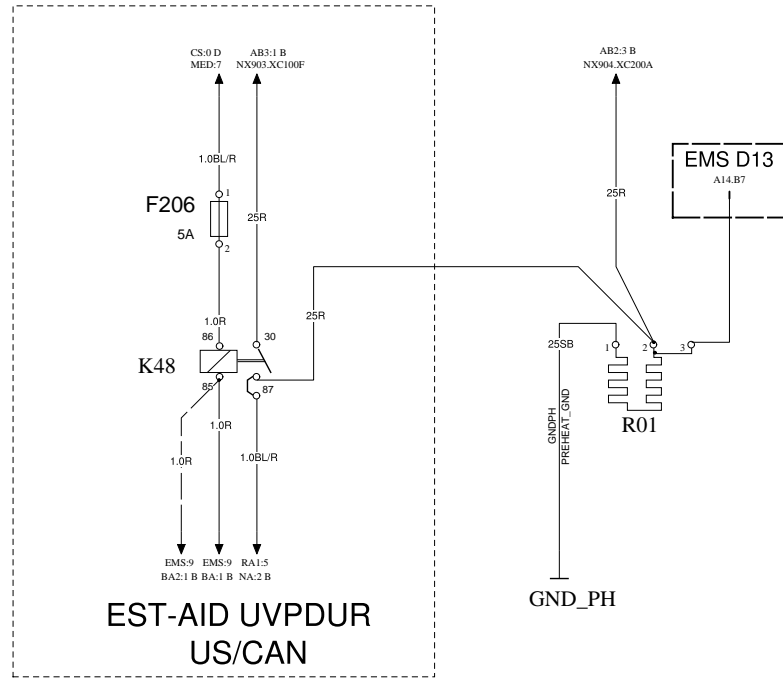 CS:0 D
MED:7
AB3:1 B
NX903.XC100F
AB2:3 B
NX904.XC200A
EMS D13
A14.B7
1.0BL/R
25R
25R
F206
5A
1
2
1.0R
25R
86
30
K48
85
87
1.0R
1.0R
1.0BL/R
25SB
1
2
3
R01
GNDPH
PREHEAT_GND
EMS:9
BA2:1 B
EMS:9
BA:1 B
RA1:5
NA:2 B
GND_PH
EST-AID UVPDUR
US/CAN